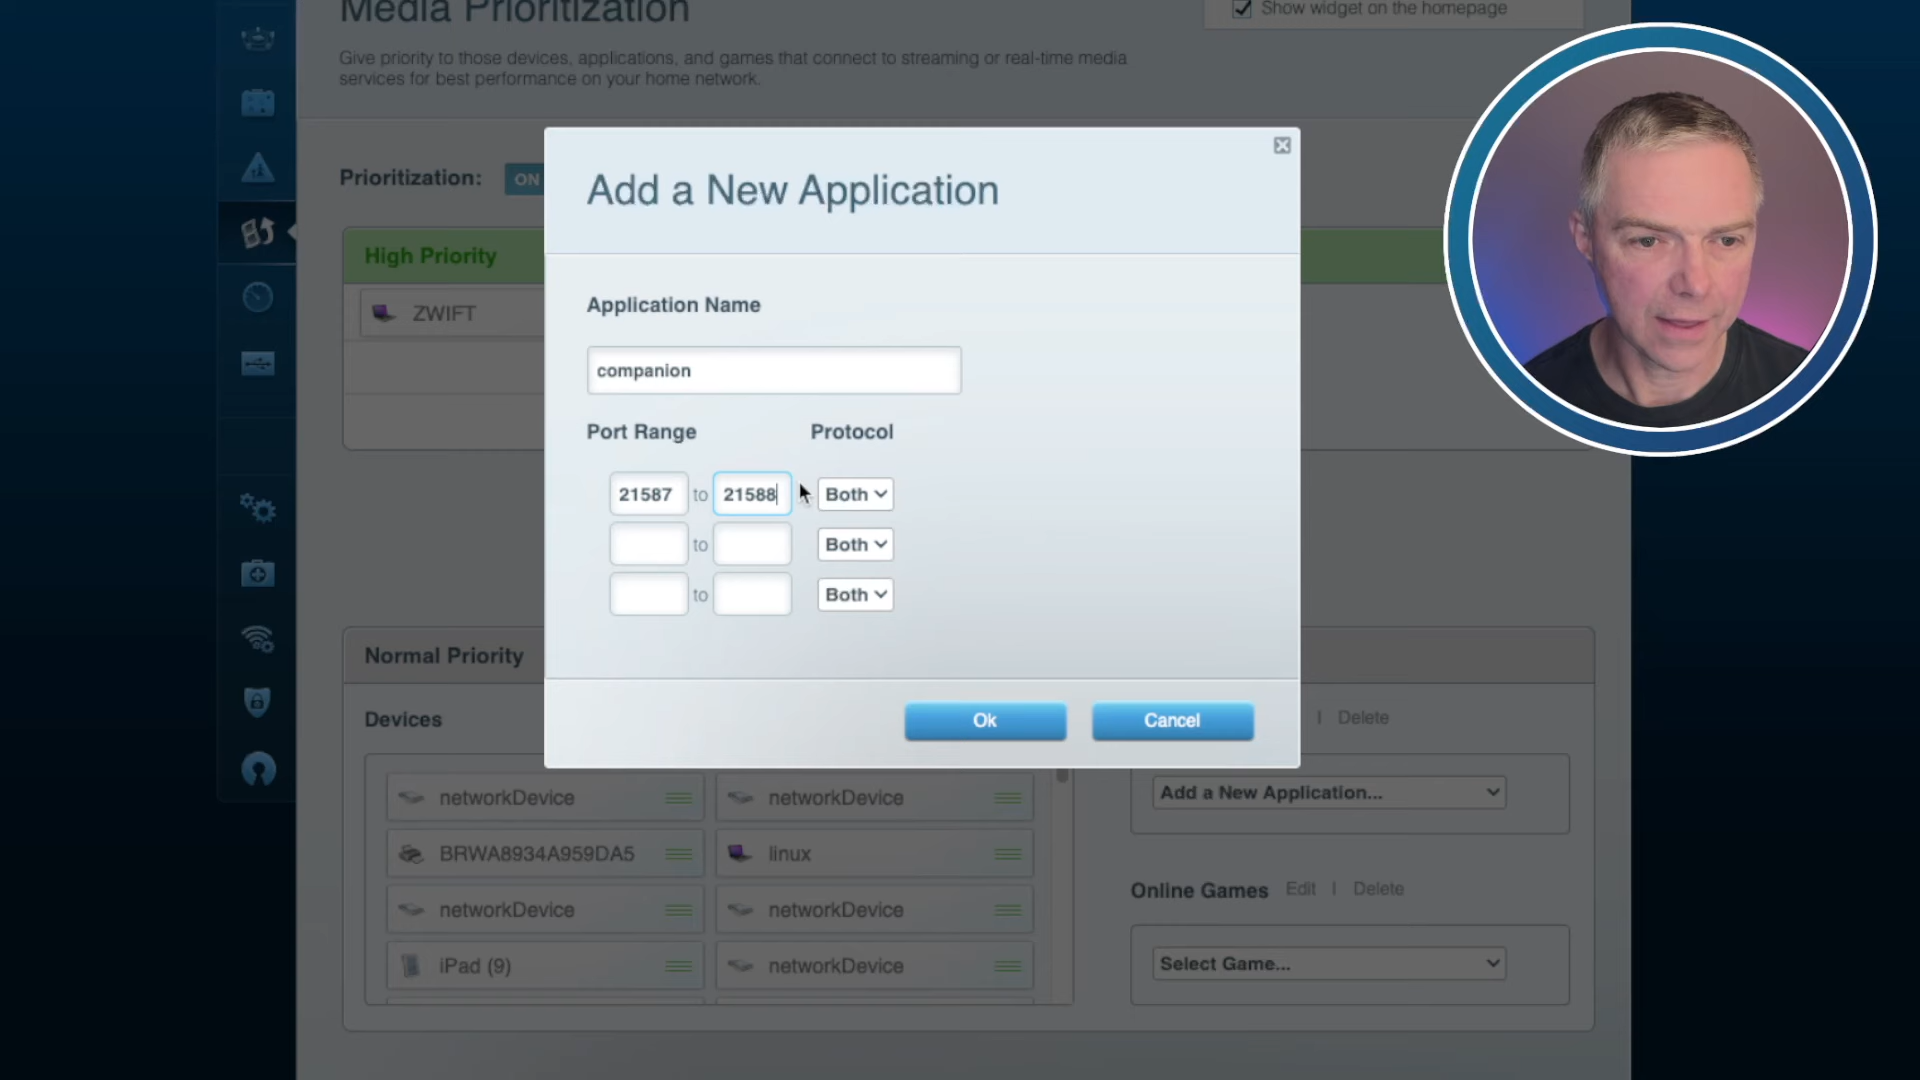 Media Prioritization
Show widget on the homepage
Give priority to those devices, applications, and games that connect to streaming or real-time media
services for best performance on your home network.
Prioritization: ON
High Priority
ZWIFT
Add a New Application
Application Name
companion
Port Range Protocol
21587 to 21588 Both
to Both
to Both
Ok Cancel
Normal Priority
Devices
| Delete
networkDevice networkDevice
Add a New Application...
BRWA8934A959DA5 linux
Online Games Edit | Delete
networkDevice networkDevice
iPad (9) networkDevice
Select Game...